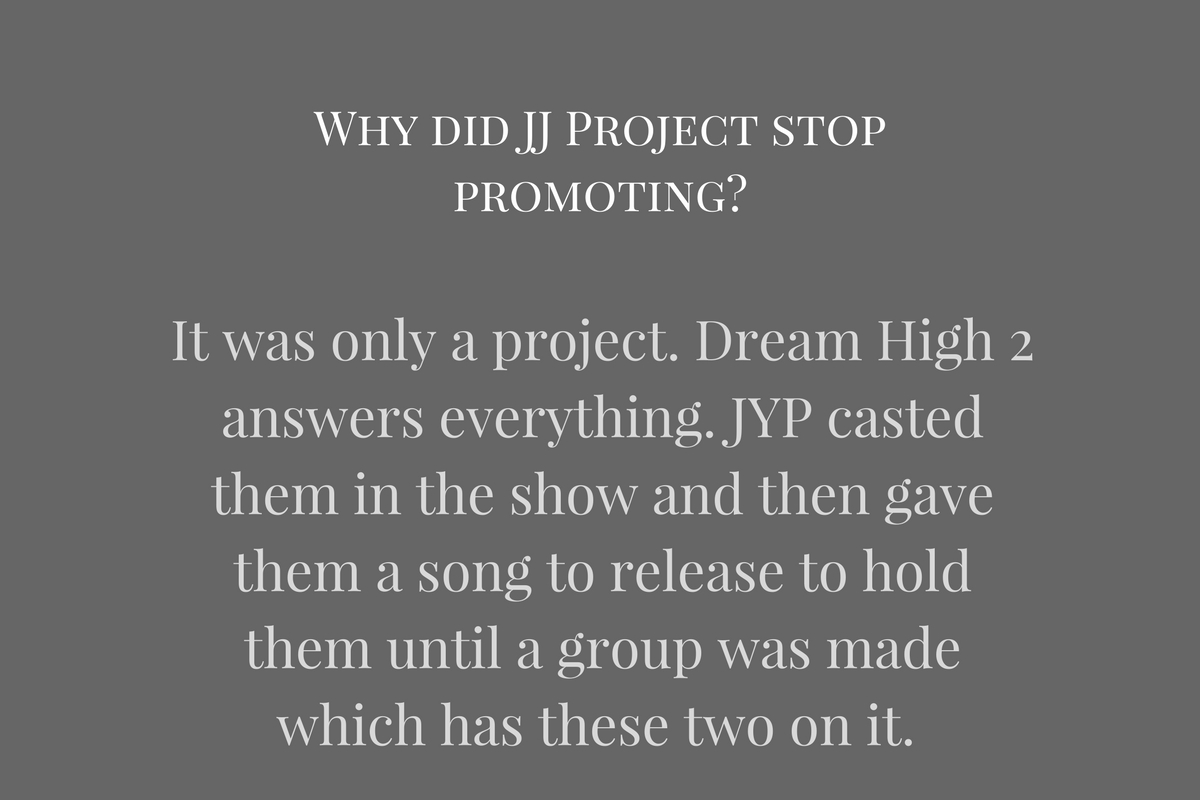 Why did JJ Project stop
promoting?
It was only a project. Dream High 2
answers everything. JYP casted
them in the show and then gave
them a song to release to hold
them until a group was made
which has these two on it.